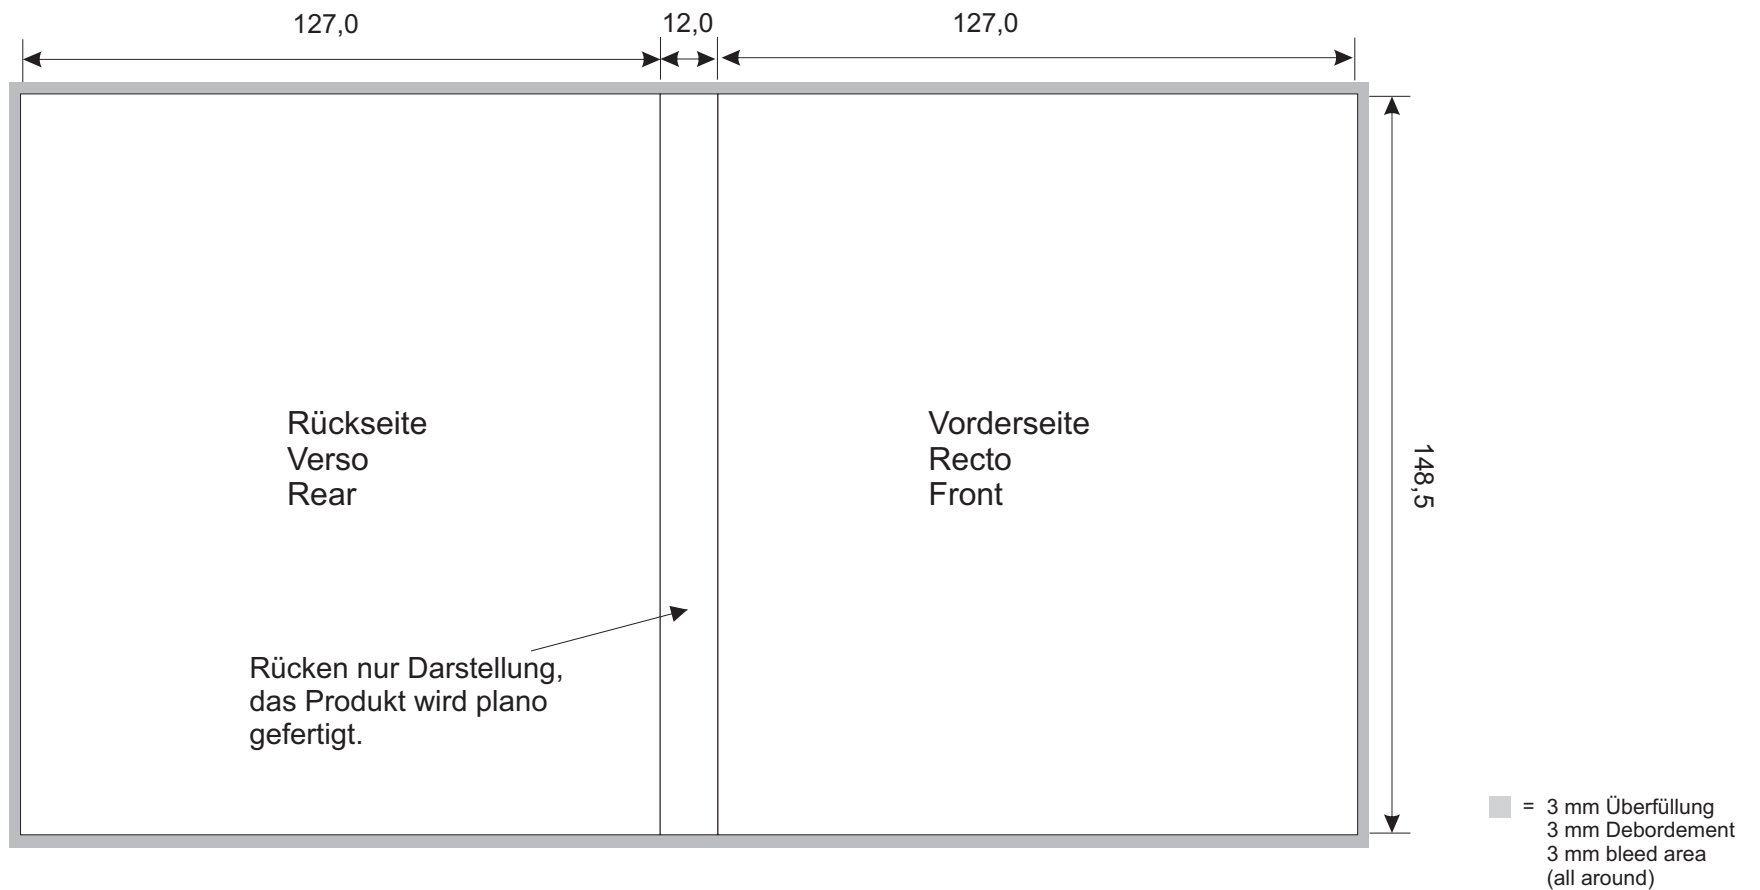 127,0
12,0
127,0
Rückseite
Verso
Rear
Vorderseite
Recto
Front
148,5
Rücken nur Darstellung,
das Produkt wird plano
gefertigt.
= 3 mm Überfüllung
3 mm Debordement
3 mm bleed area
(all around)